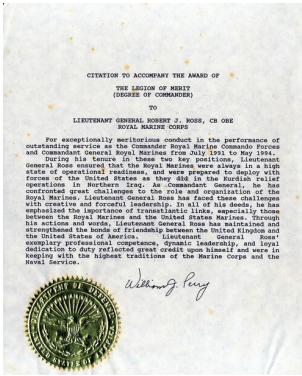 CITATION TO ACCOMPANY THE AWARD OF
THE LEGION OF MERIT
(DEGREE OF COMMANDER)
TO
LIEUTENANT GENERAL ROBERT J. ROSS, CB OBE
ROYAL MARINE CORPS
For exceptionally meritorious conduct in the performance of
outstanding service as the Commander Royal Marine Commando Forces
and Commandant General Royal Marines from July 1991 to May 1994.
During his tenure in these two key positions, Lieutenant
General Ross ensured that the Royal Marines were always in a high
state of operational readiness, and were prepared to deploy with
forces of the United States as they did in the Kurdish relief
operations in Northern Iraq. As Commandant General, he has
confronted great challenges to the role and organization of the
Royal Marines. Lieutenant General Ross has faced these challenges
with creative and forceful leadership. In all of his deeds, he has
emphasized the importance of transatlantic links, especially those
between the Royal Marines and the United States Marines. Through
his actions and words, Lieutenant General Ross has maintained and
strengthened the bonds of friendship between the United Kingdom and
the United States of America. Lieutenant General Ross'
exemplary professional competence, dynamic leadership, and loyal
dedication to duty reflected great credit upon himself and were in
keeping with the highest traditions of the Marine Corps and the
Naval Service.
William J. Perry